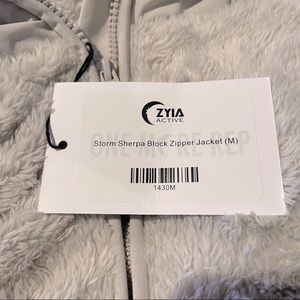 ZYIA
ACTIVE
ONE MORE REP
Storm Sherpa Block Zipper Jacket (M)
1430M